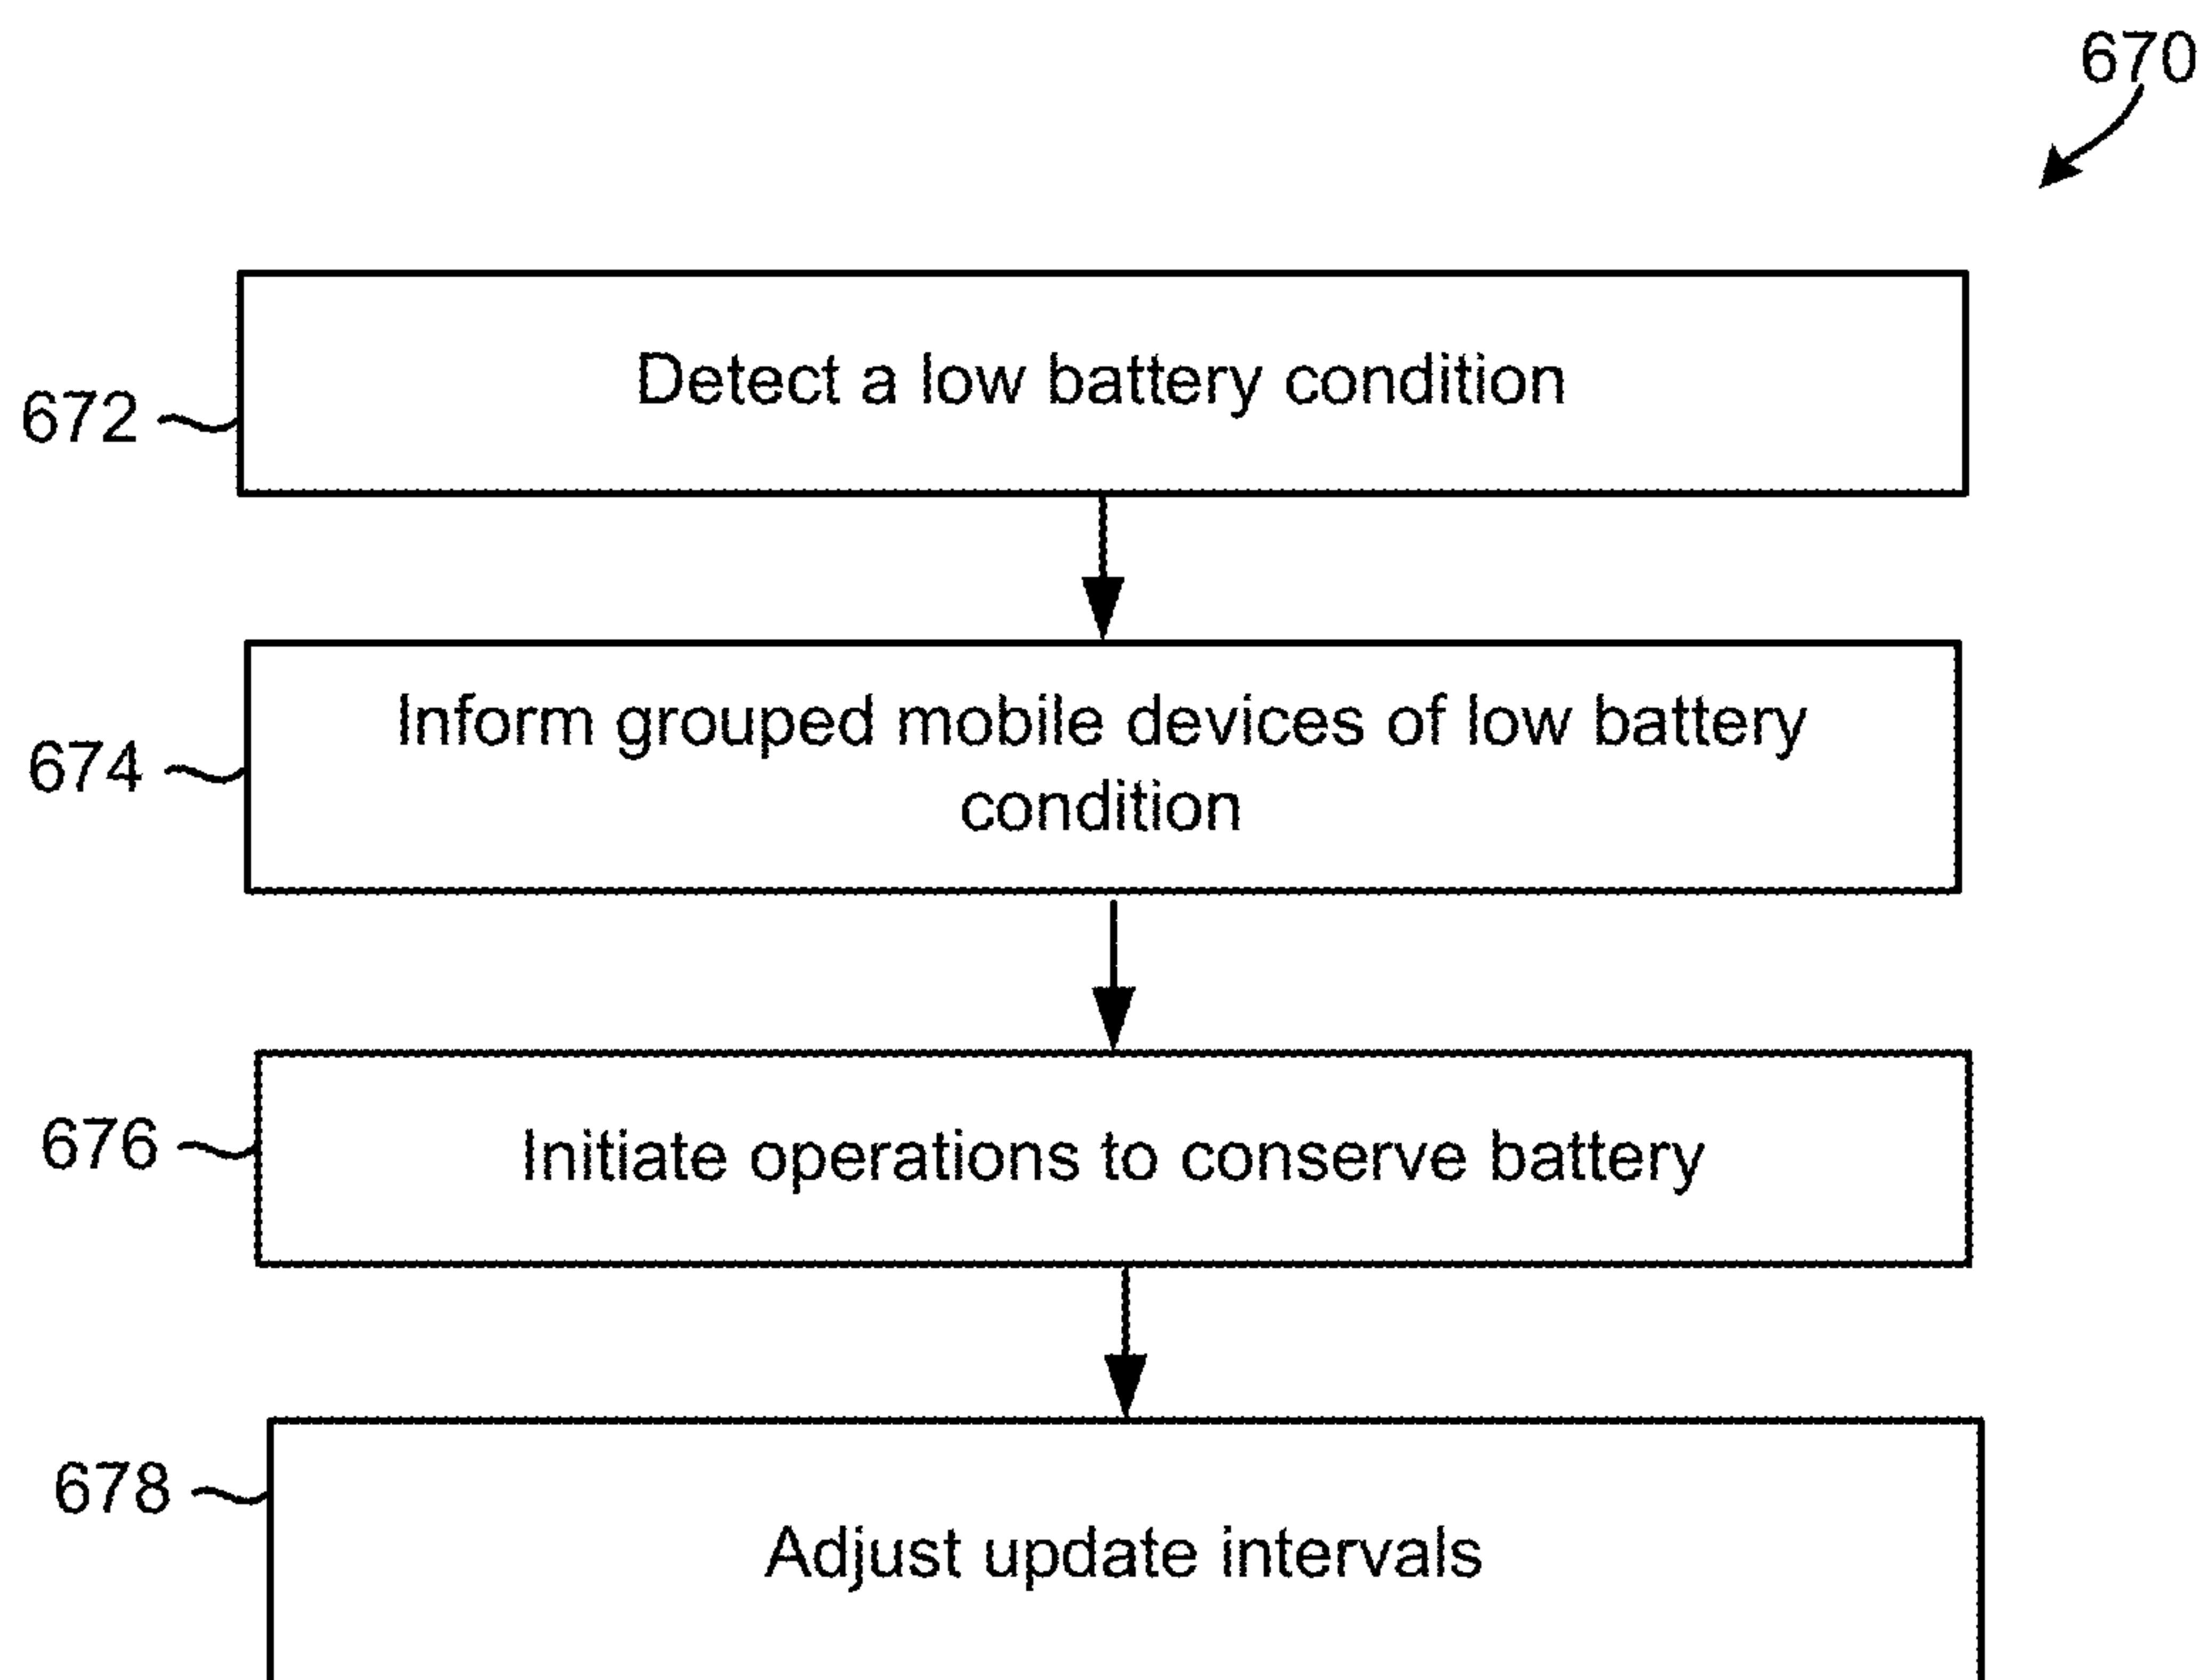 670
Detect a low battery condition
672
Inform grouped mobile devices of low battery
condition
674
Initiate operations to conserve battery
676
678
Adjust update intervals